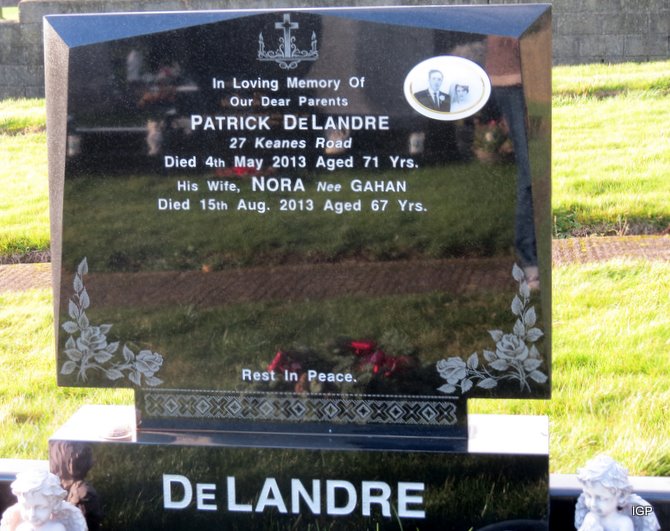 In Loving Memory Of
Our Dear Parents
PATRICK DELANDRE
27 Keanes Road
Died 4th May 2013 Aged 71 Yrs.
His Wife, NORA Nee GAHAN
Died 15th Aug. 2013 Aged 67 Yrs.
Rest In Peace.
DELANDRE
IGP